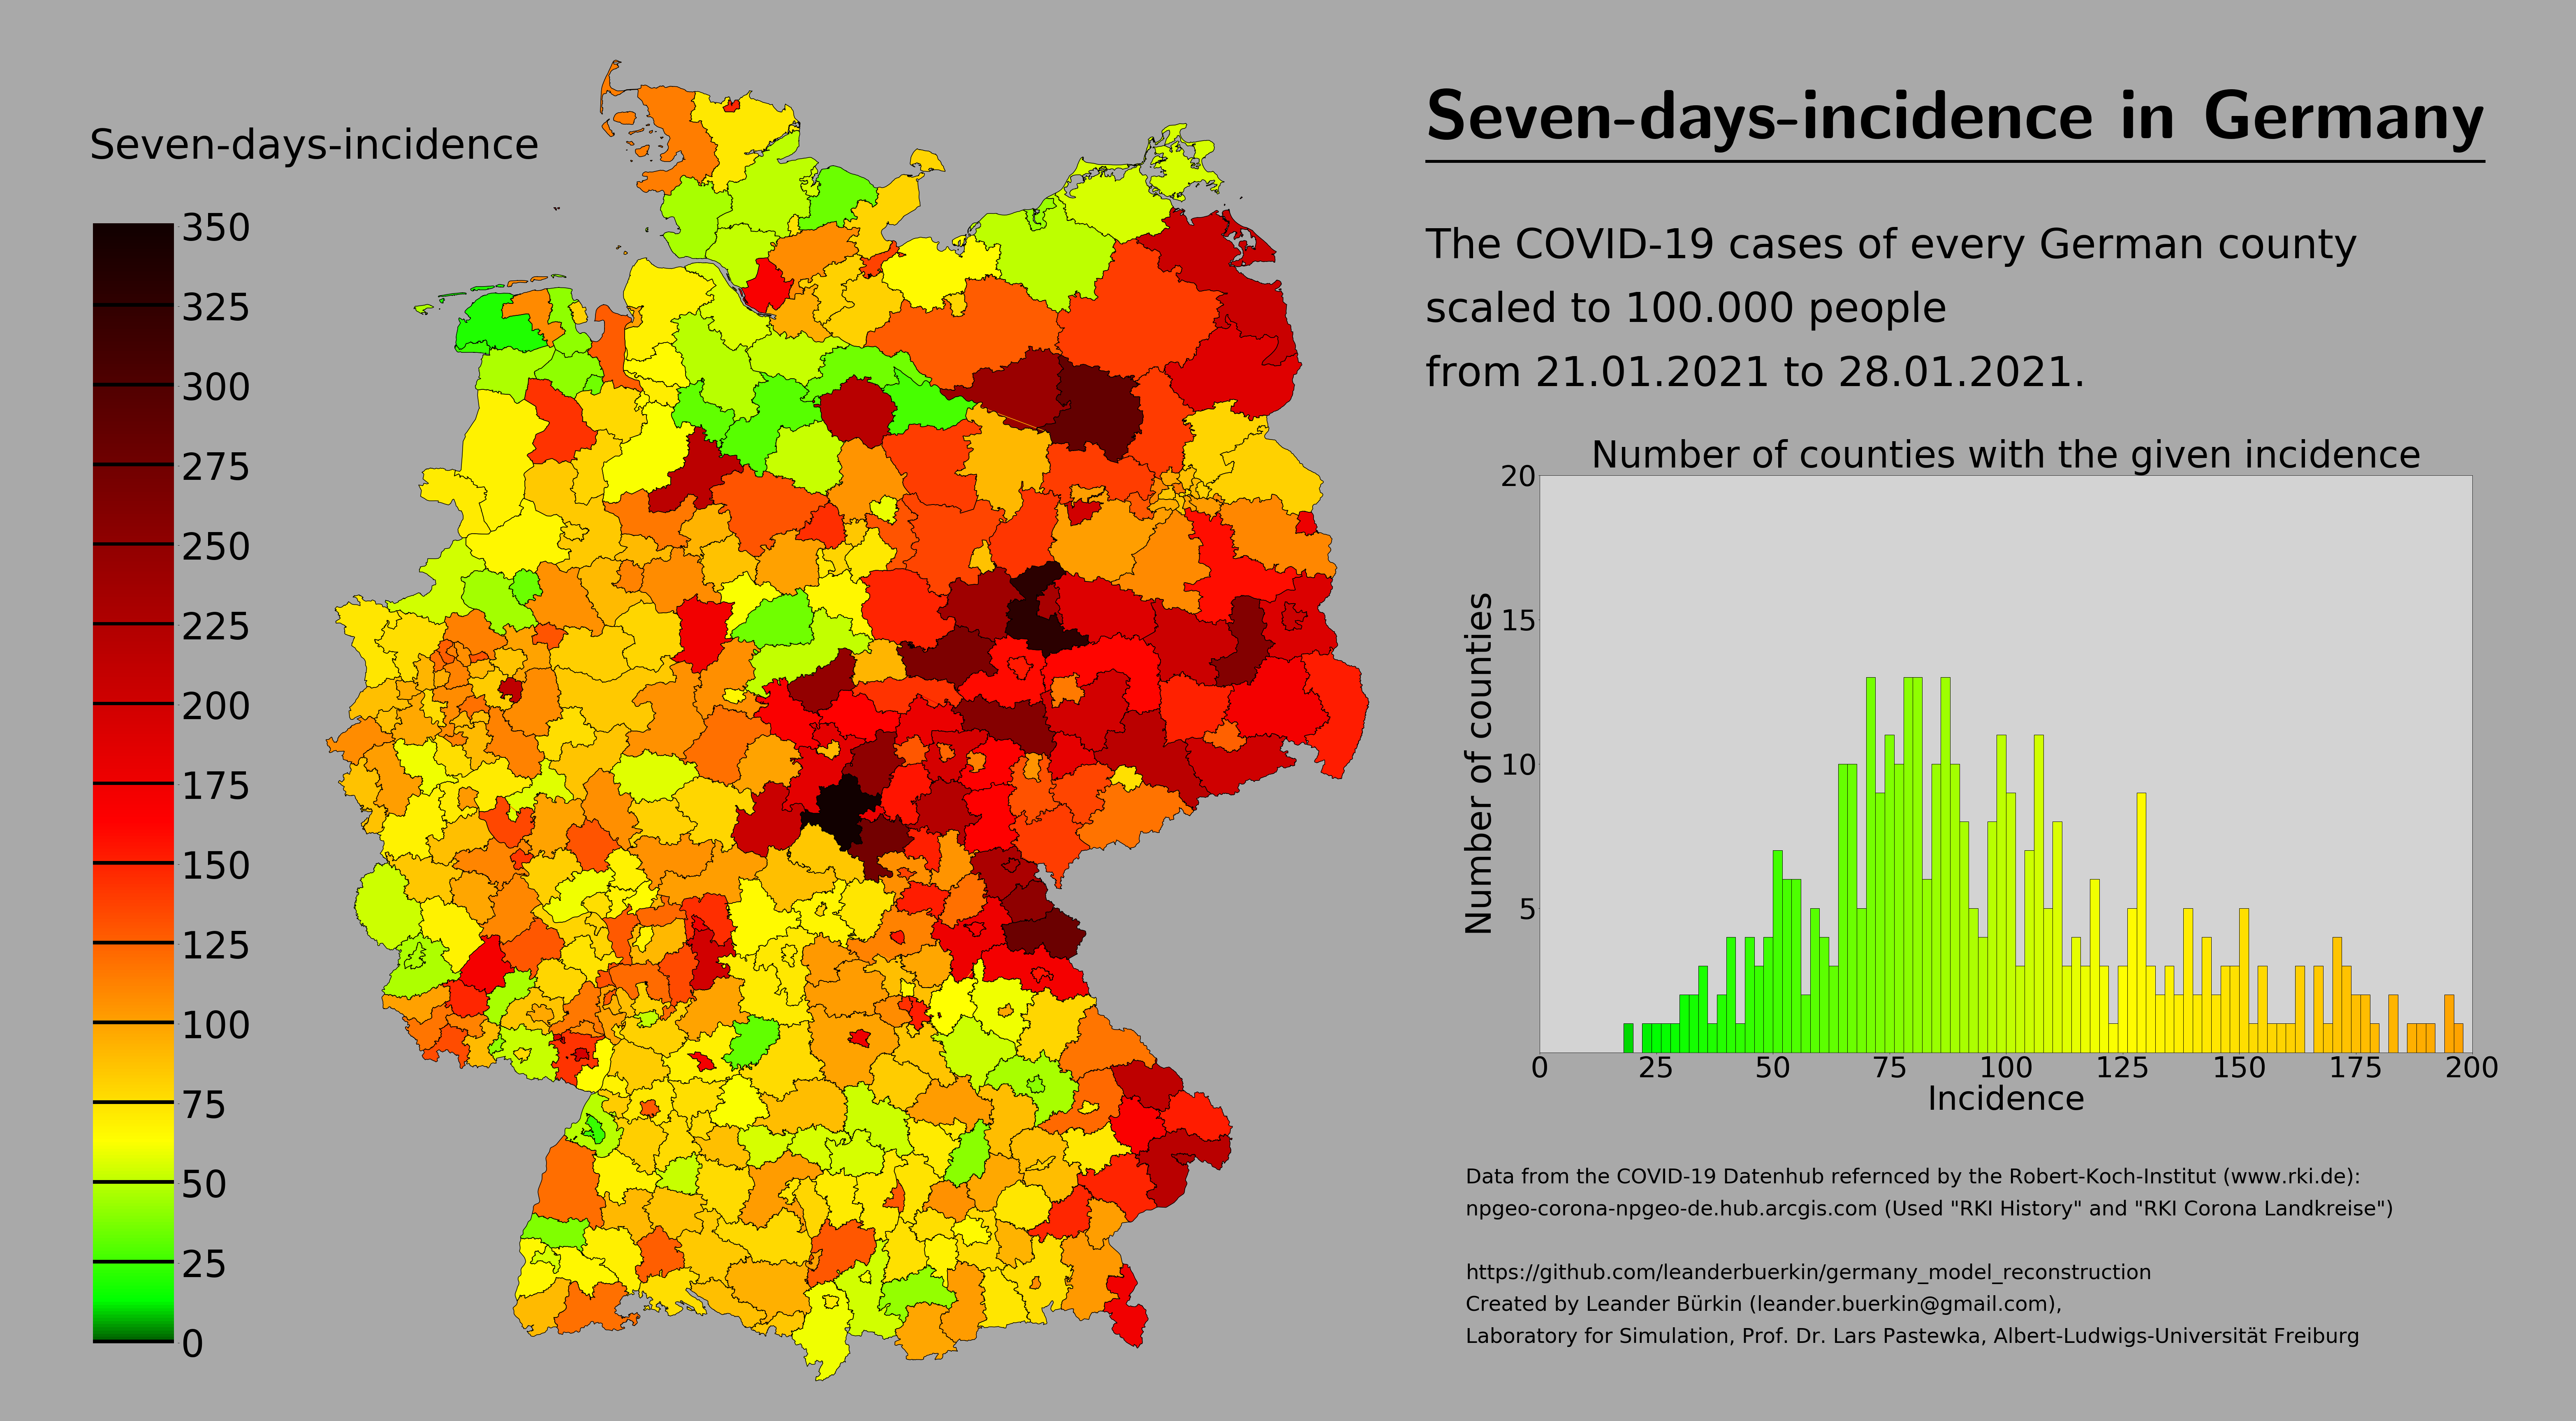 Seven-days-incidence in Germany
Seven-days-incidence
350
325
300
275
250
225
200
175
150
125
100
75
50
25
0
The COVID-19 cases of every German county
scaled to 100.000 people
from 21.01.2021 to 28.01.2021.
Number of counties with the given incidence
Number of counties
20
15
10
5
0 25 50 75 100 125 150 175 200
Incidence
Data from the COVID-19 Datenhub refernced by the Robert-Koch-Institut (www.rki.de):
npgeo-corona-npgeo-de.hub.arcgis.com (Used "RKI History" and "RKI Corona Landkreise")
https://github.com/leanderbuerkin/germany_model_reconstruction
Created by Leander Bürkin (leander.buerkin@gmail.com),
Laboratory for Simulation, Prof. Dr. Lars Pastewka, Albert-Ludwigs-Universität Freiburg